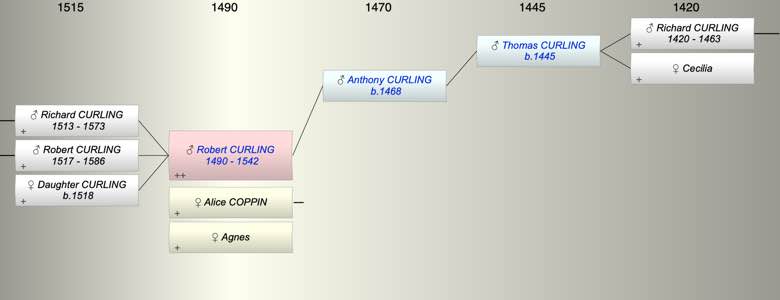 1515 1490 1470 1445 1420
♂ Richard CURLING
1420 - 1463
+
♀ Cecilia
+
♂ Thomas CURLING
b.1445
♂ Anthony CURLING
b.1468
♂ Richard CURLING
1513 - 1573
+
♂ Robert CURLING
1517 - 1586
+
♀ Daughter CURLING
b.1518
+
♂ Robert CURLING
1490 - 1542
++
♀ Alice COPPIN
+
♀ Agnes
+